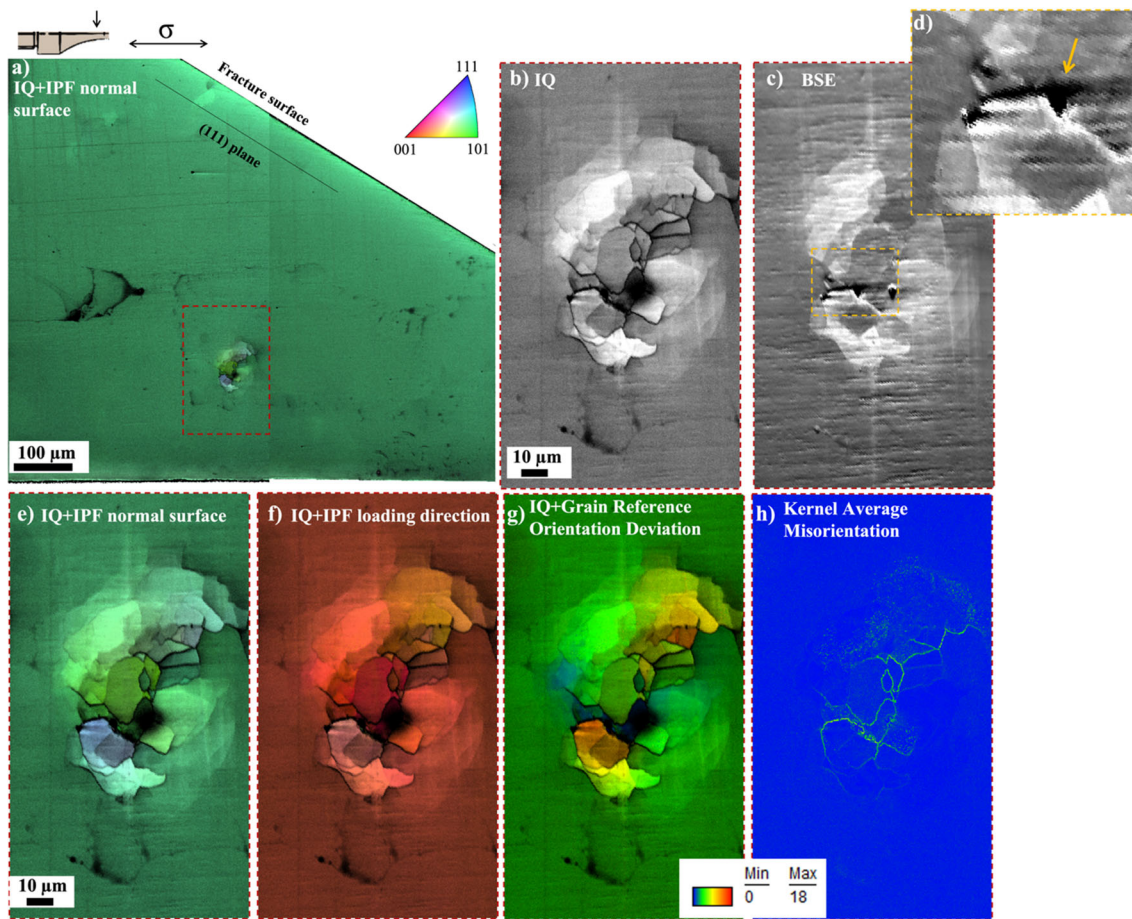 σ
a)
IQ+IPF normal
surface
Fracture surface
(111) plane
111
001
101
100 µm
b) IQ
10 µm
c) BSE
d)
e) IQ+IPF normal surface
10 µm
f) IQ+IPF loading direction
g) IQ+Grain Reference
Orientation Deviation
Min Max
0 18
h) Kernel Average
Misorientation